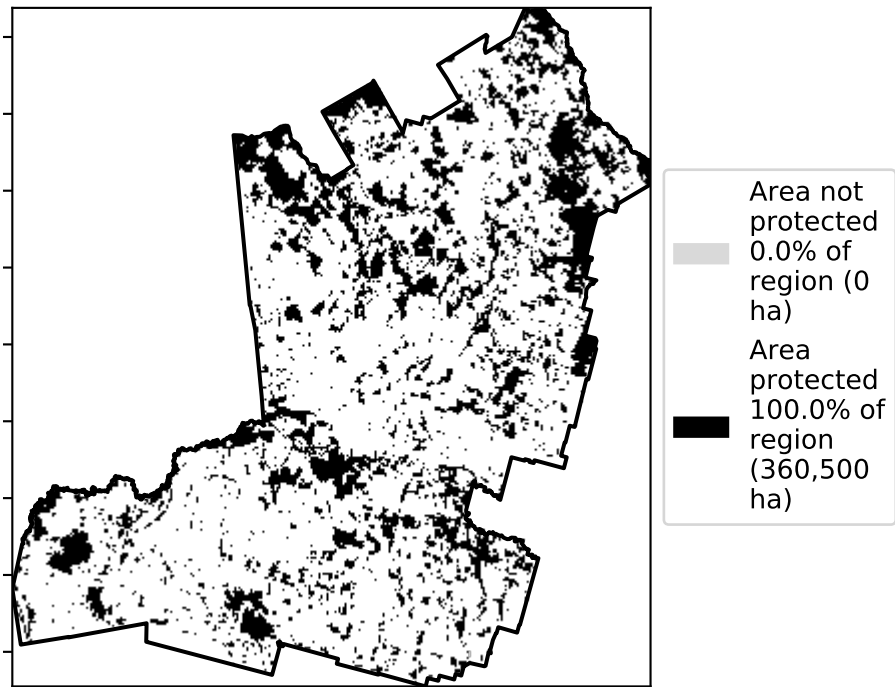 Area not
protected
0.0% of
region (0
ha)
Area
protected
100.0% of
region
(360,500
ha)